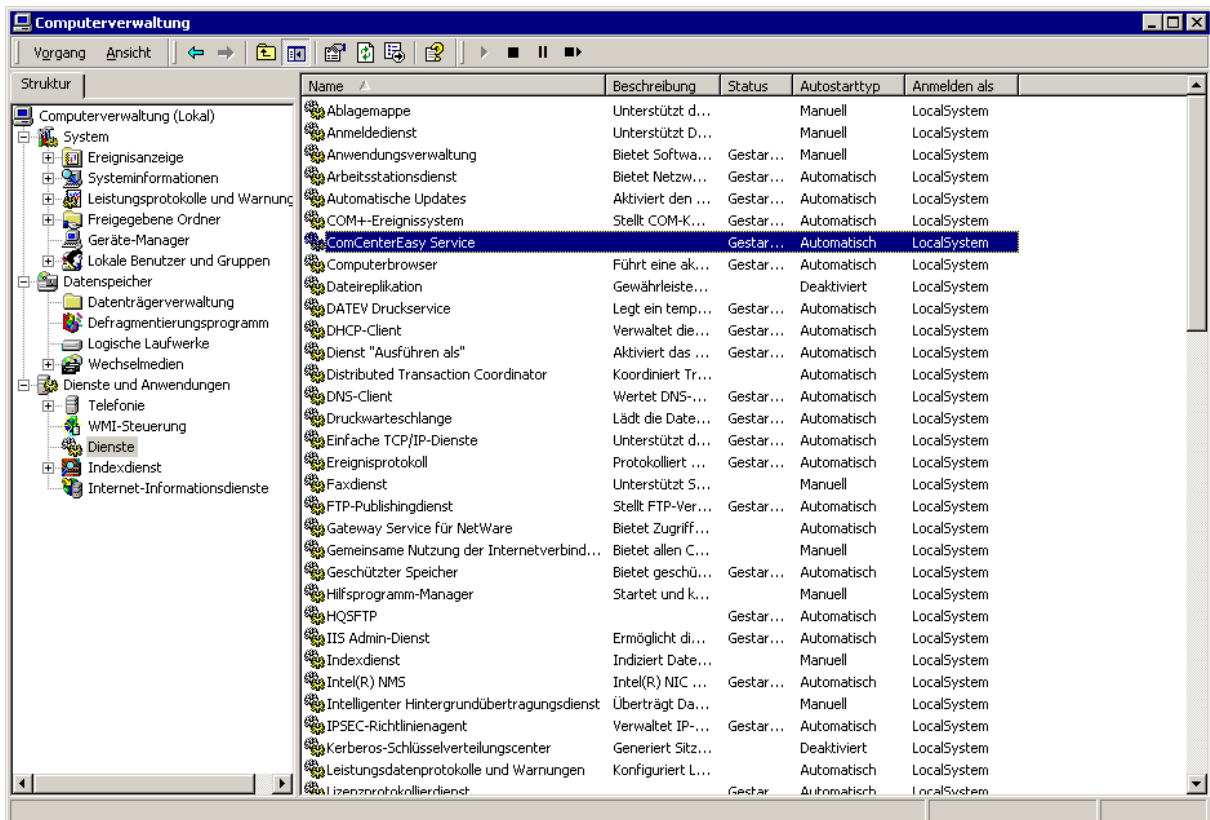 Computerverwaltung
Vorgang Ansicht
Struktur
Computerverwaltung (Lokal)
System
Ereignisanzeige
Systeminformationen
Leistungsprotokolle und Warnung
Freigegebene Ordner
Geräte-Manager
Lokale Benutzer und Gruppen
Datenspeicher
Datenträgerverwaltung
Defragmentierungsprogramm
Logische Laufwerke
Wechselmedien
Dienste und Anwendungen
Telefonie
WMI-Steuerung
Dienste
Indexdienst
Internet-Informationsdienste
Name Beschreibung Status Autostarttyp Anmelden als
Ablagemappe Unterstützt d... Manuell LocalSystem
Anmeldedienst Unterstützt D... Manuell LocalSystem
Anwendungsverwaltung Bietet Softwa... Gestar... Manuell LocalSystem
Arbeitsstationsdienst Bietet Netzw... Gestar... Automatisch LocalSystem
Automatische Updates Aktiviert den ... Gestar... Automatisch LocalSystem
COM+-Ereignissystem Stellt COM-K... Gestar... Automatisch LocalSystem
ComCenterEasy Service Gestar... Automatisch LocalSystem
Computerbrowser Führt eine ak... Gestar... Automatisch LocalSystem
Dateireplikation Gewährleiste... Deaktiviert LocalSystem
DATEV Druckservice Legt ein temp... Gestar... Automatisch LocalSystem
DHCP-Client Verwaltet die... Gestar... Automatisch LocalSystem
Dienst "Ausführen als" Aktiviert das ... Gestar... Automatisch LocalSystem
Distributed Transaction Coordinator Koordiniert Tr... Automatisch LocalSystem
DNS-Client Wertet DNS-... Gestar... Automatisch LocalSystem
Druckwarteschlange Lädt die Date... Gestar... Automatisch LocalSystem
Einfache TCP/IP-Dienste Unterstützt d... Gestar... Automatisch LocalSystem
Ereignisprotokoll Protokolliert ... Gestar... Automatisch LocalSystem
Faxdienst Unterstützt S... Manuell LocalSystem
FTP-Publishingdienst Stellt FTP-Ver... Gestar... Automatisch LocalSystem
Gateway Service für NetWare Bietet Zugriff... Automatisch LocalSystem
Gemeinsame Nutzung der Internetverbind... Bietet allen C... Manuell LocalSystem
Geschützter Speicher Bietet geschü... Gestar... Automatisch LocalSystem
Hilfsprogramm-Manager Startet und k... Manuell LocalSystem
HQSFTP Gestar... Automatisch LocalSystem
IIS Admin-Dienst Ermöglicht di... Gestar... Automatisch LocalSystem
Indexdienst Indiziert Date... Manuell LocalSystem
Intel(R) NMS Intel(R) NIC ... Gestar... Automatisch LocalSystem
Intelligenter Hintergrundübertragungsdienst Überträgt Da... Manuell LocalSystem
IPSEC-Richtlinienagent Verwaltet IP-... Gestar... Automatisch LocalSystem
Kerberos-Schlüsselverteilungscenter Generiert Sitz... Deaktiviert LocalSystem
Leistungsdatenprotokolle und Warnungen Konfiguriert L... Automatisch LocalSystem
Lizenzprotokollierdienst Gestar Automatisch LocalSystem